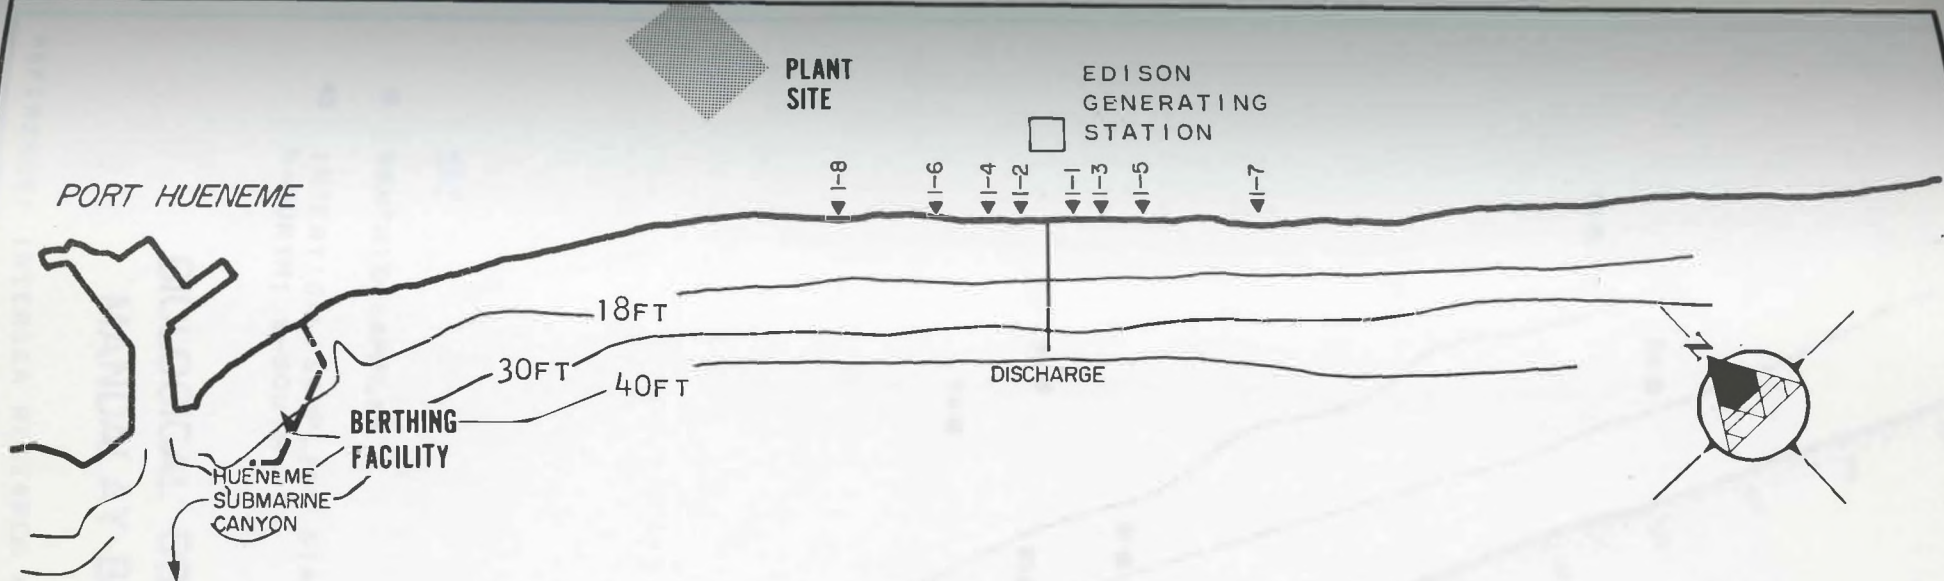 PLANT
SITE
EDISON
GENERATING
STATION
PORT HUENEME
I-8
I-6
I-4
I-2
I-1
I-3
I-5
I-7
18FT
30FT
40FT
DISCHARGE
N
BERTHING
FACILITY
HUENEME
SUBMARINE
CANYON